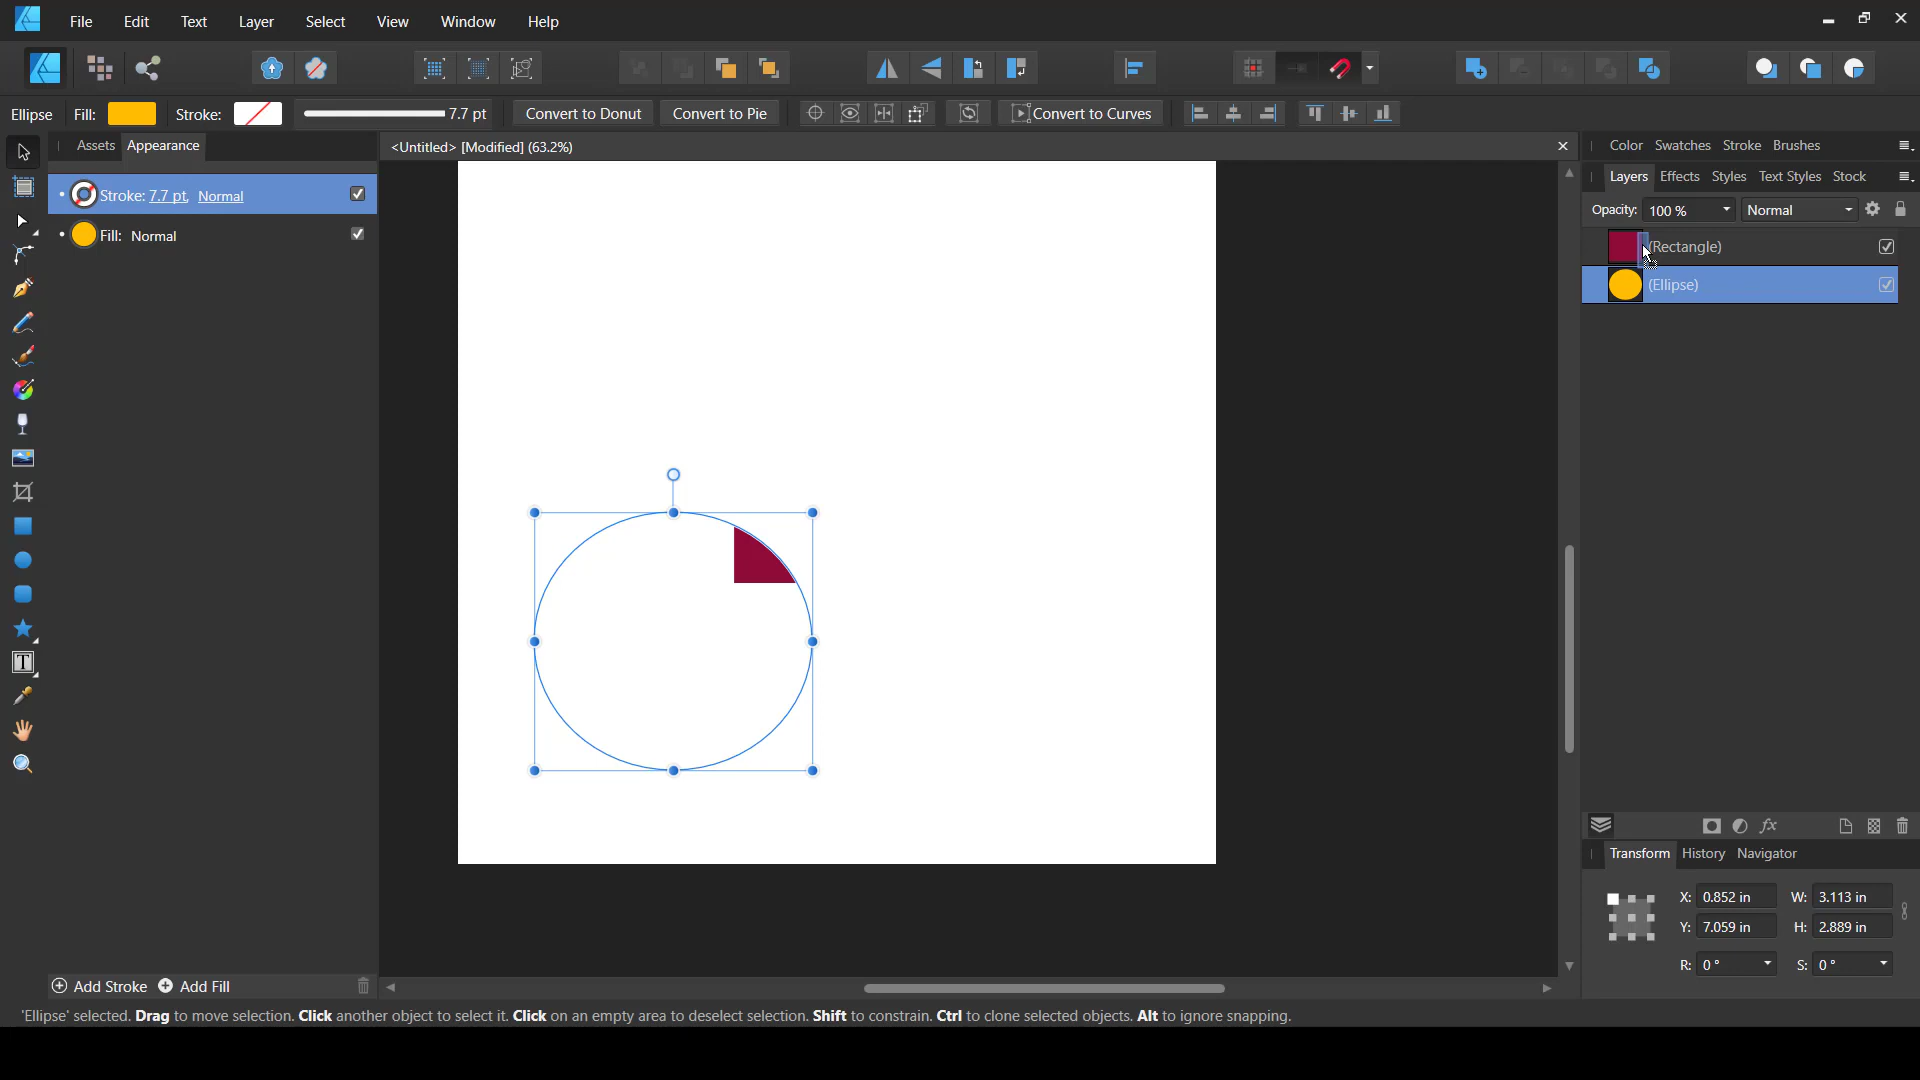 File Edit Text Layer Select View Window Help
Ellipse Fill: Stroke: 7.7 pt Convert to Donut Convert to Pie Convert to Curves
Assets Appearance
<Untitled> [Modified] (63.2%)
Color Swatches Stroke Brushes
Stroke: 7.7 pt, Normal
Fill: Normal
Layers Effects Styles Text Styles Stock
Opacity: 100 % Normal
(Rectangle)
(Ellipse)
Transform History Navigator
X: 0.852 in W: 3.113 in
Y: 7.059 in H: 2.889 in
R: 0 ° S: 0 °
Add Stroke Add Fill
'Ellipse' selected. Drag to move selection. Click another object to select it. Click on an empty area to deselect selection. Shift to constrain. Ctrl to clone selected objects. Alt to ignore snapping.